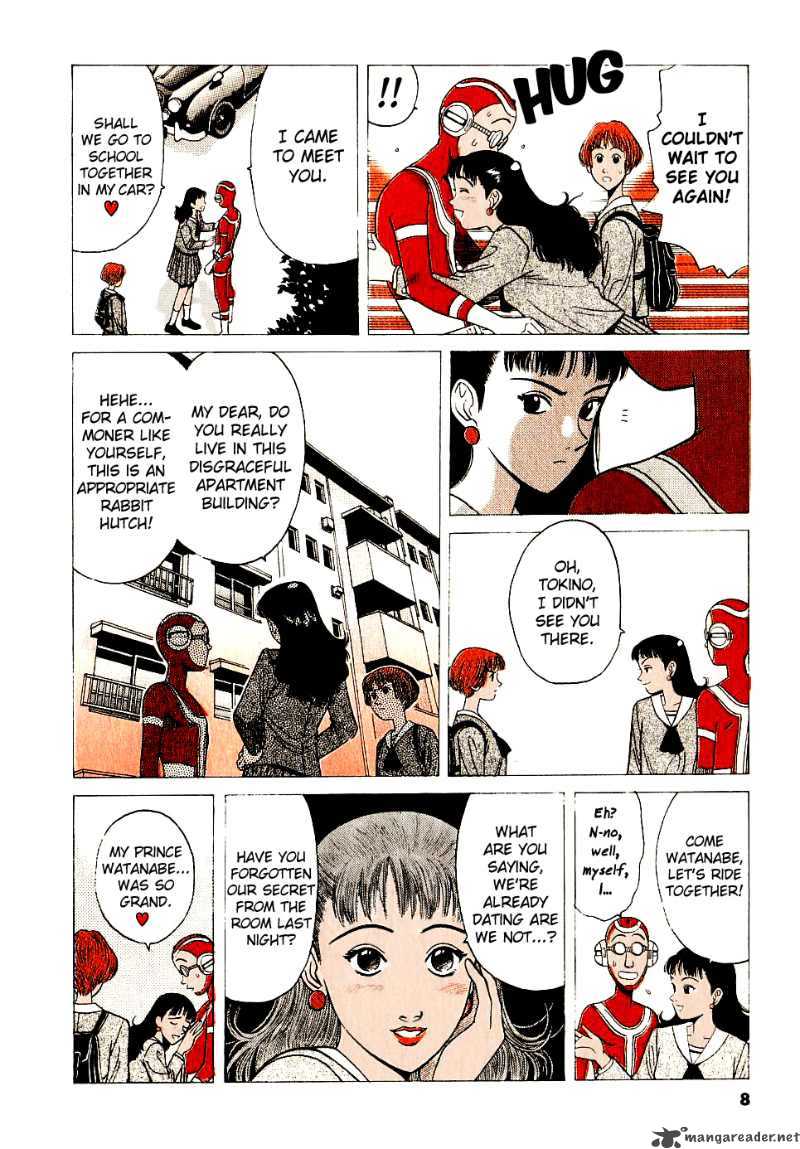 I
COULDN'T
WAIT TO
SEE YOU
AGAIN!
HUG
!!
I CAME
TO MEET
YOU.
SHALL
WE GO TO
SCHOOL
TOGETHER
IN MY CAR?
♥
MY DEAR, DO
YOU REALLY
LIVE IN THIS
DISGRACEFUL
APARTMENT
BUILDING?
HEHE...
FOR A COM-
MONER LIKE
YOURSELF,
THIS IS AN
APPROPRIATE
RABBIT
HUTCH!
OH,
TOKINO,
I DIDN'T
SEE YOU
THERE.
COME
WATANABE,
LET'S RIDE
TOGETHER!
Eh?
N-no,
well,
myself,
I...
WHAT
ARE YOU
SAYING,
WE'RE
ALREADY
DATING ARE
WE NOT...?
HAVE YOU
FORGOTTEN
OUR SECRET
FROM THE
ROOM LAST
NIGHT?
MY PRINCE
WATANABE...
WAS SO
GRAND.
♥
8
mangareader.net